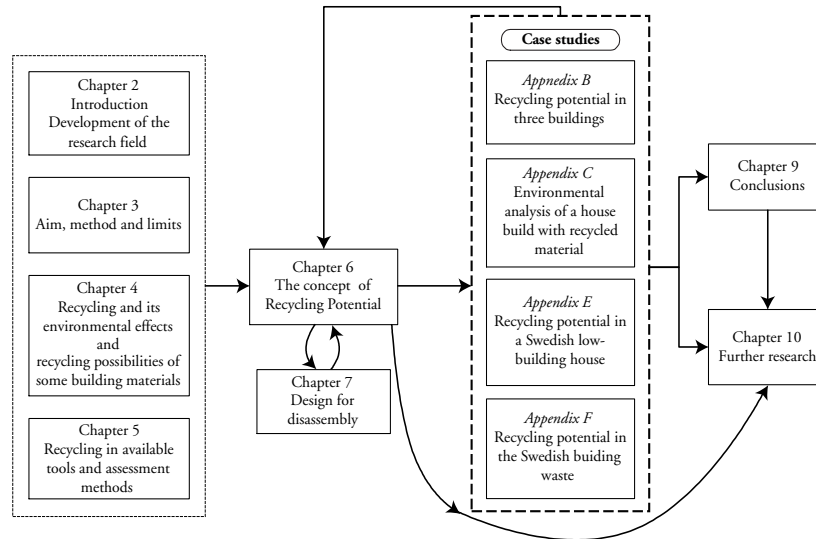 Chapter 2
Introduction
Development of the
research field
Chapter 3
Aim, method and limits
Chapter 4
Recycling and its
environmental effects
and
recycling possibilities of
some building materials
Chapter 5
Recycling in available
tools and assessment
methods
Chapter 6
The concept of
Recycling Potential
Chapter 7
Design for
disassembly
Case studies
Appnedix B
Recycling potential in
three buildings
Appendix C
Environmental
analysis of a house
build with recycled
material
Appendix E
Recycling potential in
a Swedish low-
building house
Appendix F
Recycling potential in
the Swedish buiding
waste
Chapter 9
Conclusions
Chapter 10
Further research